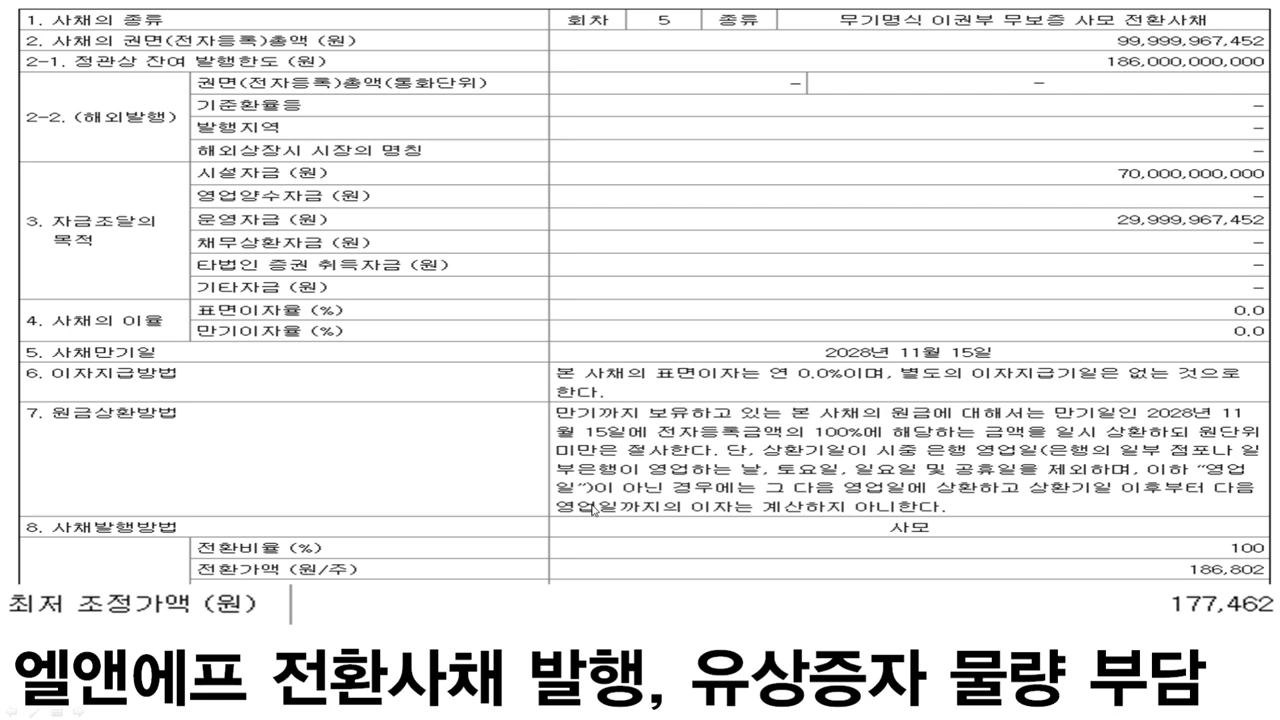 1. 사채의 종류 회차 5 종류 무기명식 이권부 무보증 사모 전환사채
2. 사채의 권면(전자등록)총액 (원) 99,999,967,452
2-1. 정관상 잔여 발행한도 (원) 186,000,000,000
2-2. (해외발행) 권면(전자등록)총액(통화단위) - -
기준환율등 -
발행지역 -
해외상장시 시장의 명칭 -
3. 자금조달의 목적 시설자금 (원) 70,000,000,000
영업양수자금 (원) -
운영자금 (원) 29,999,967,452
채무상환자금 (원) -
타법인 증권 취득자금 (원) -
기타자금 (원) -
4. 사채의 이율 표면이자율 (%) 0.0
만기이자율 (%) 0.0
5. 사채만기일 2028년 11월 15일
6. 이자지급방법 본 사채의 표면이자는 연 0.0%이며, 별도의 이자지급기일은 없는 것으로
한다.
7. 원금상환방법 만기까지 보유하고 있는 본 사채의 원금에 대해서는 만기일인 2028년 11
월 15일에 전자등록금액의 100%에 해당하는 금액을 일시 상환하되 원단위
미만은 절사한다. 단, 상환기일이 시중 은행 영업일(은행의 일부 점포나 일
부은행이 영업하는 날, 토요일, 일요일 및 공휴일을 제외하며, 이하 “영업
일”)이 아닌 경우에는 그 다음 영업일에 상환하고 상환기일 이후부터 다음
영업일까지의 이자는 계산하지 아니한다.
8. 사채발행방법 사모
전환비율 (%) 100
전환가액 (원/주) 186,802
최저 조정가액 (원) 177,462
엘앤에프 전환사채 발행, 유상증자 물량 부담